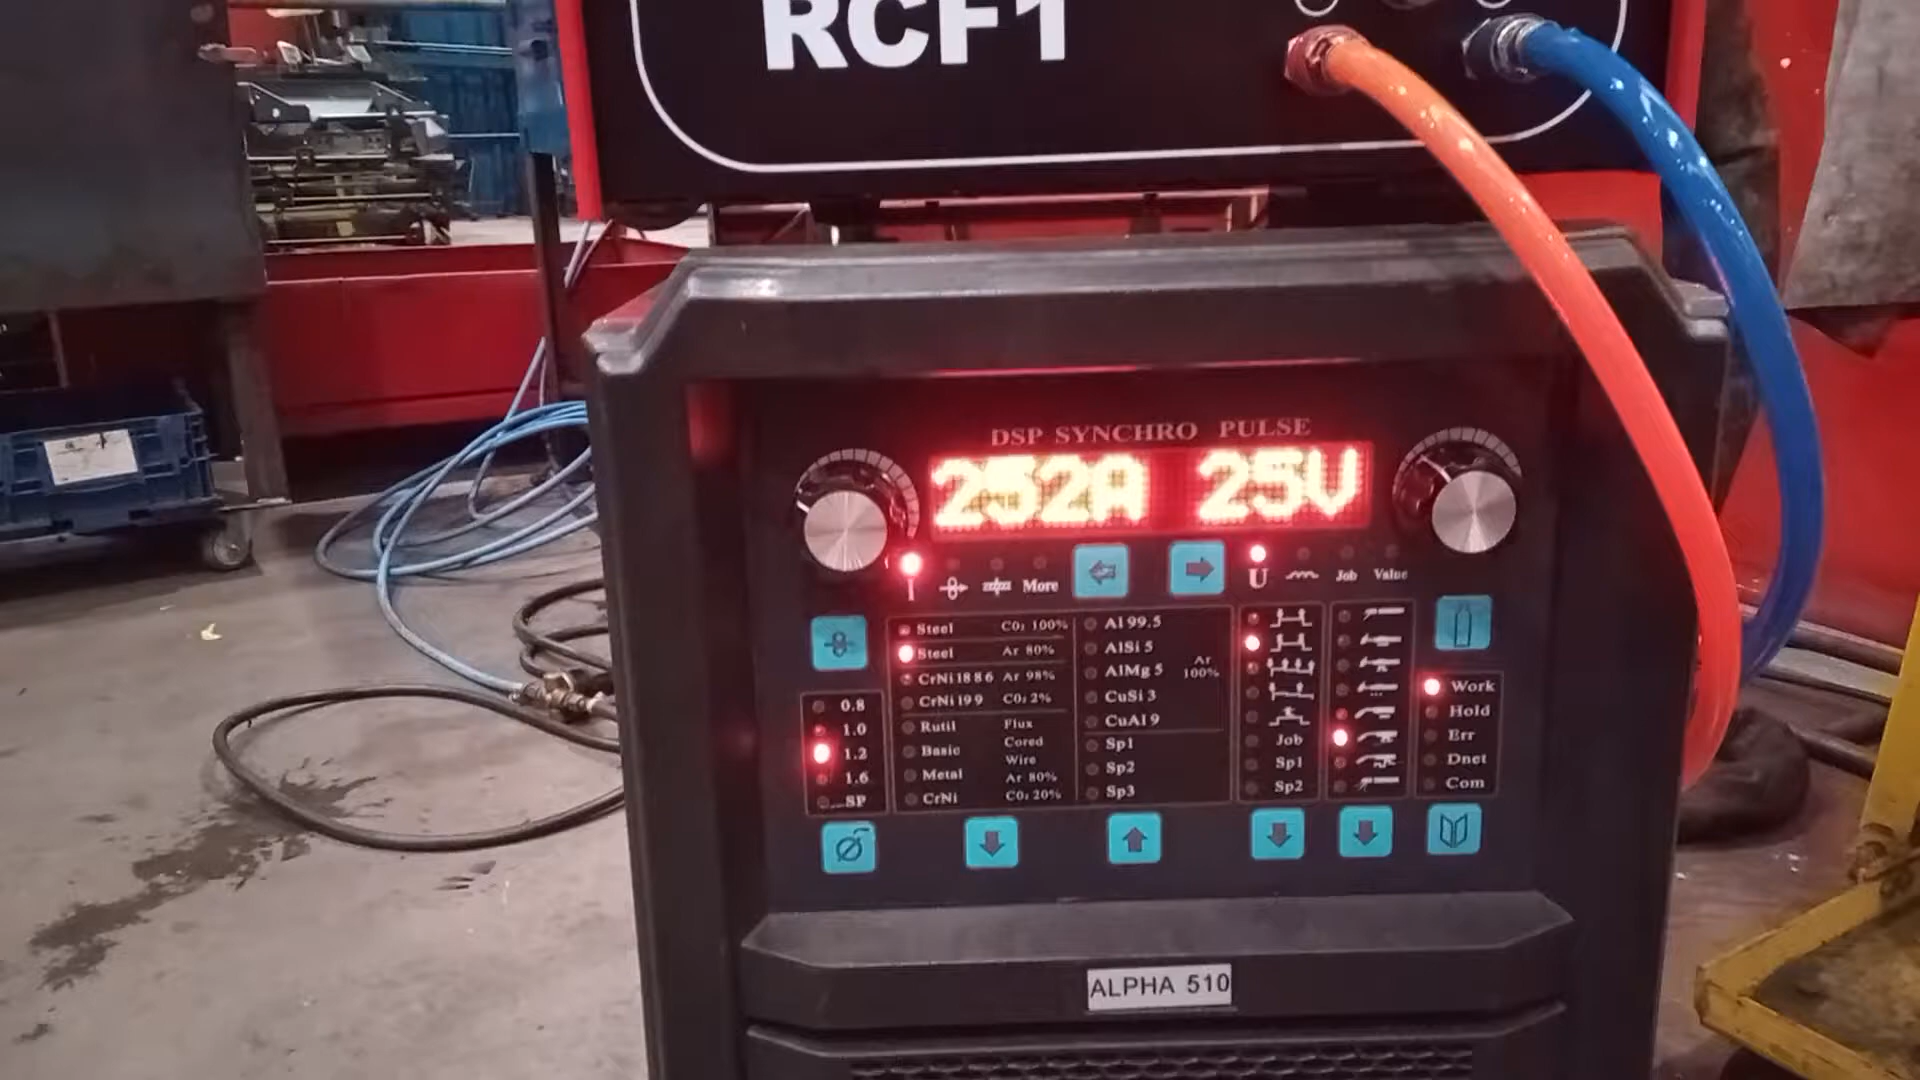 RCF1
DSP SYNCHRO PULSE
252A 25V
More
U
Job
Value
Steel CO₂ 100%
Steel Ar 80%
CrNi 18 8 6 Ar 98%
CrNi 19 9 CO₂ 2%
Rutil Flux
Basic Cored
Wire
Metal Ar 80%
CrNi CO₂ 20%
Al 99.5
AlSi 5
AlMg 5
CuSi 3
CuAl 9
Ar
100%
Sp1
Sp2
Sp3
0.8
1.0
1.2
1.6
SP
Job
Sp1
Sp2
Work
Hold
Err
Dnet
Com
ALPHA 510